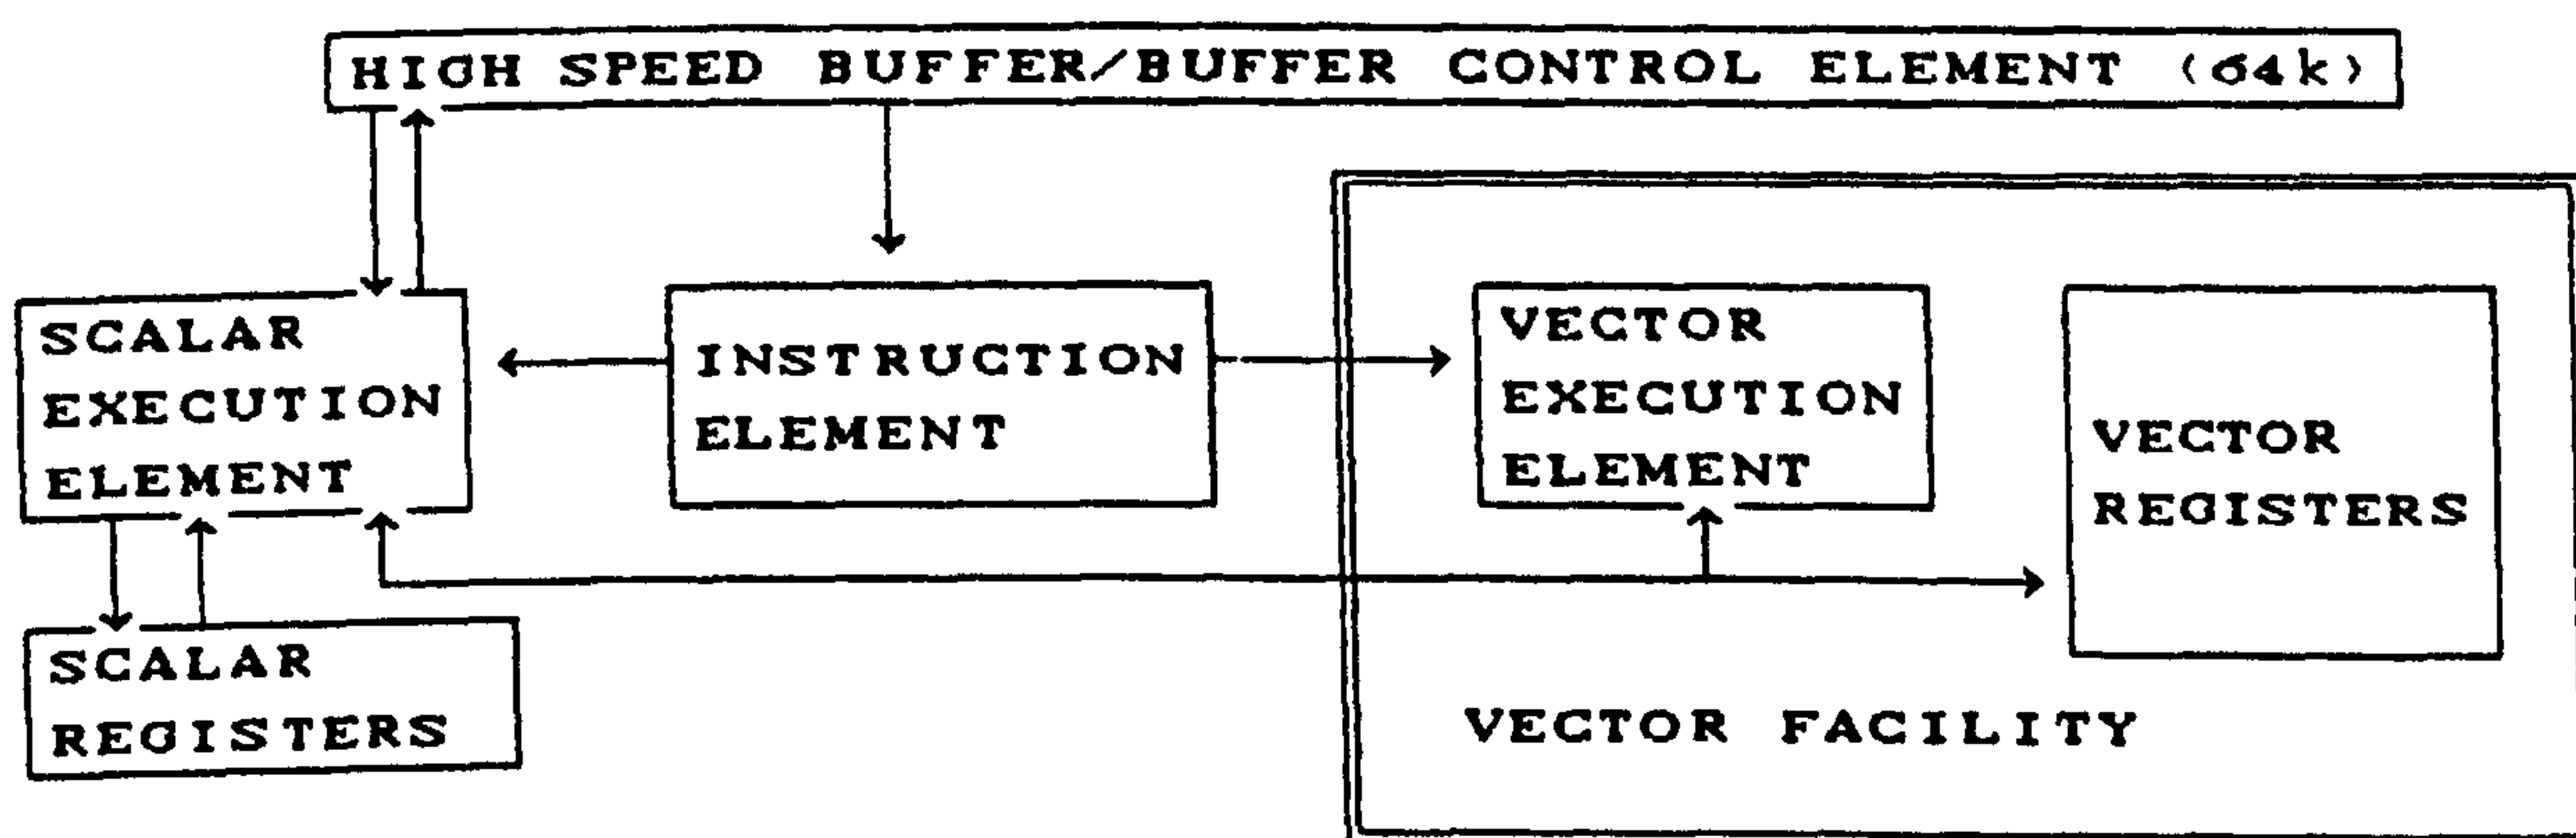 HIGH SPEED BUFFER/BUFFER CONTROL ELEMENT (64k)
SCALAR
EXECUTION
ELEMENT
INSTRUCTION
ELEMENT
VECTOR
EXECUTION
ELEMENT
VECTOR
REGISTERS
SCALAR
REGISTERS
VECTOR FACILITY